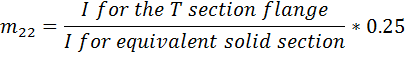 m₂₂ = I for the T section flange / I for equivalent solid section * 0.25